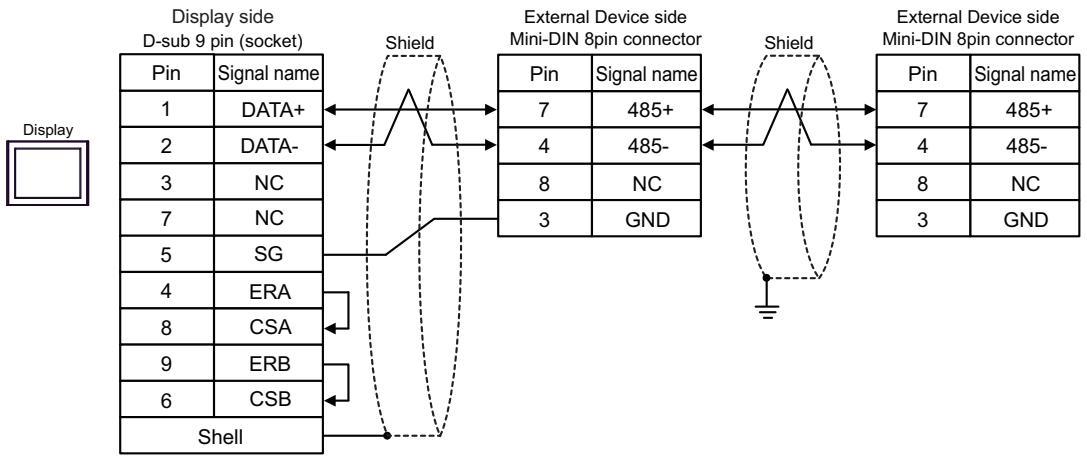 Display side
D-sub 9 pin (socket)
Shield
External Device side
Mini-DIN 8pin connector
Shield
External Device side
Mini-DIN 8pin connector
Display
Pin Signal name
1 DATA+
2 DATA-
3 NC
7 NC
5 SG
4 ERA
8 CSA
9 ERB
6 CSB
Shell
Pin Signal name
7 485+
4 485-
8 NC
3 GND
Pin Signal name
7 485+
4 485-
8 NC
3 GND